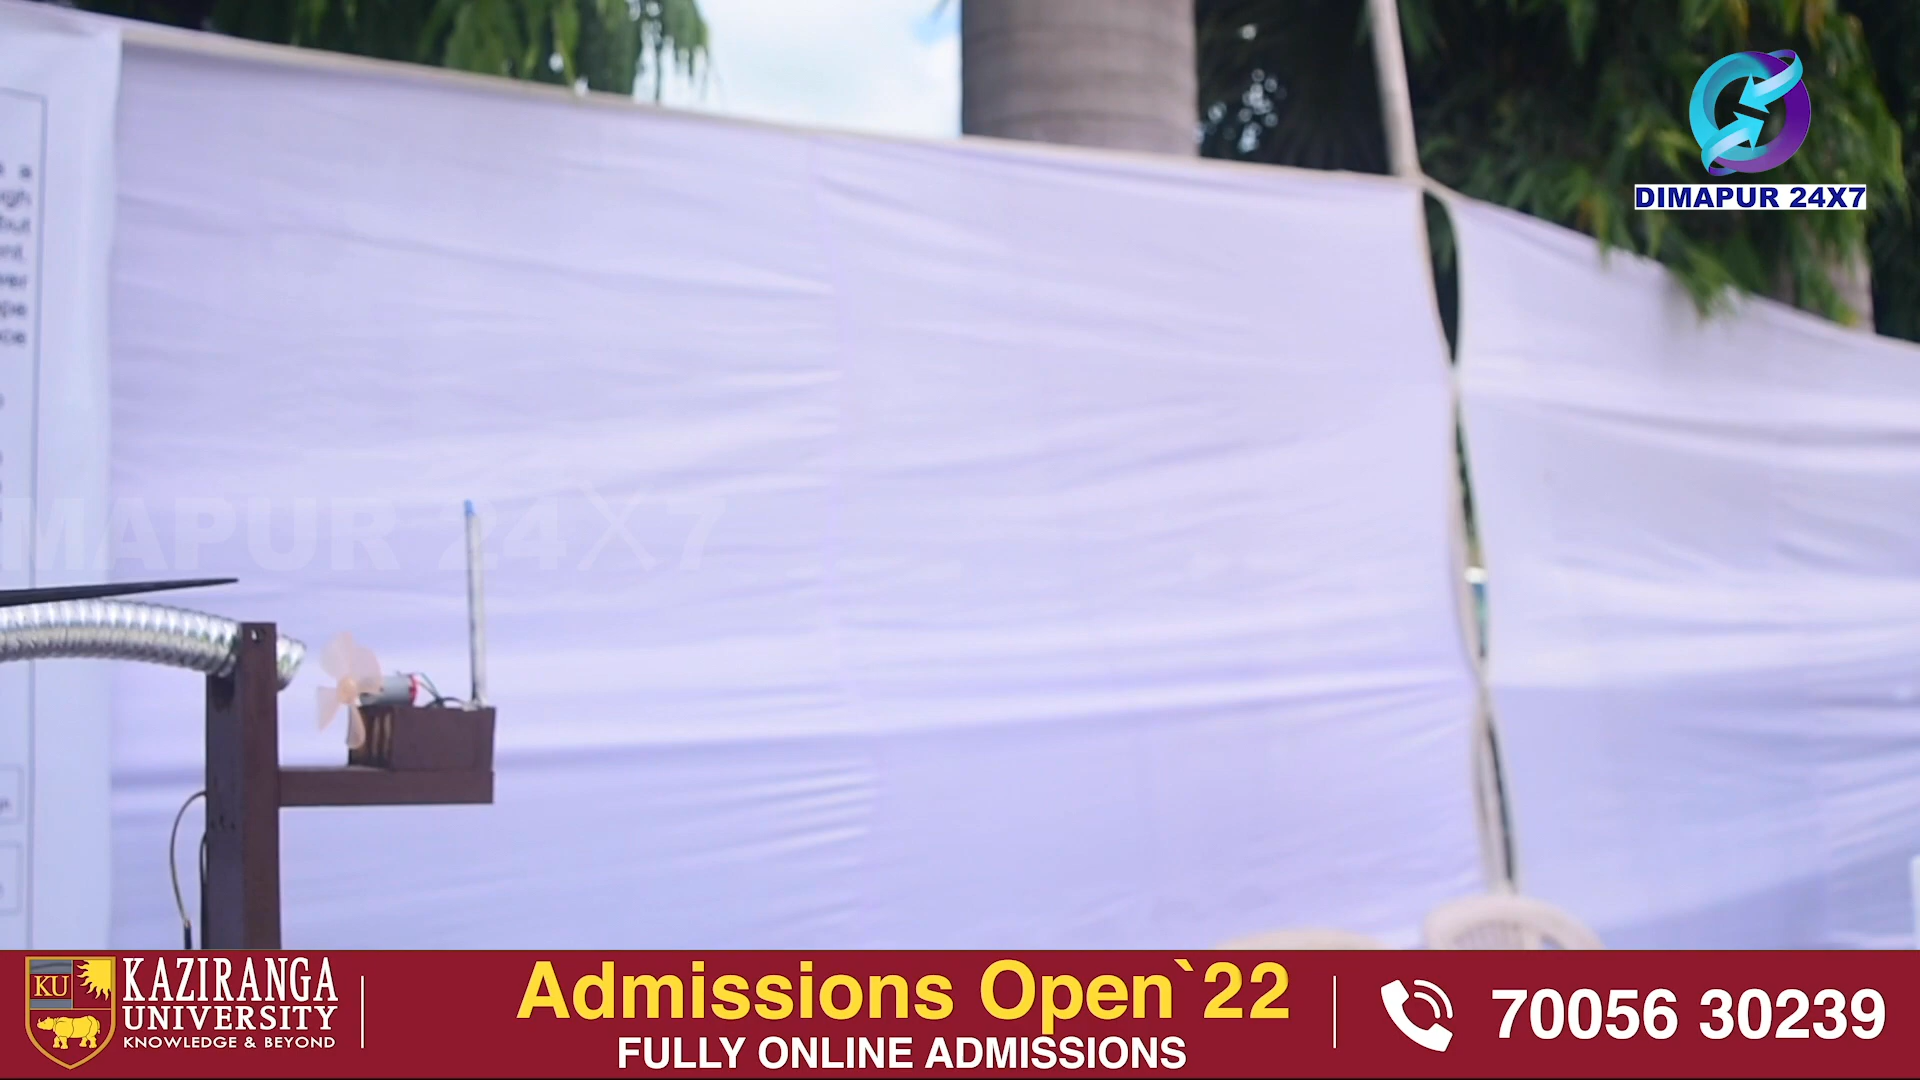 DIMAPUR 24X7
MAPUR 24X7
KU
KAZIRANGA
UNIVERSITY
KNOWLEDGE & BEYOND
Admissions Open`22
FULLY ONLINE ADMISSIONS
70056 30239